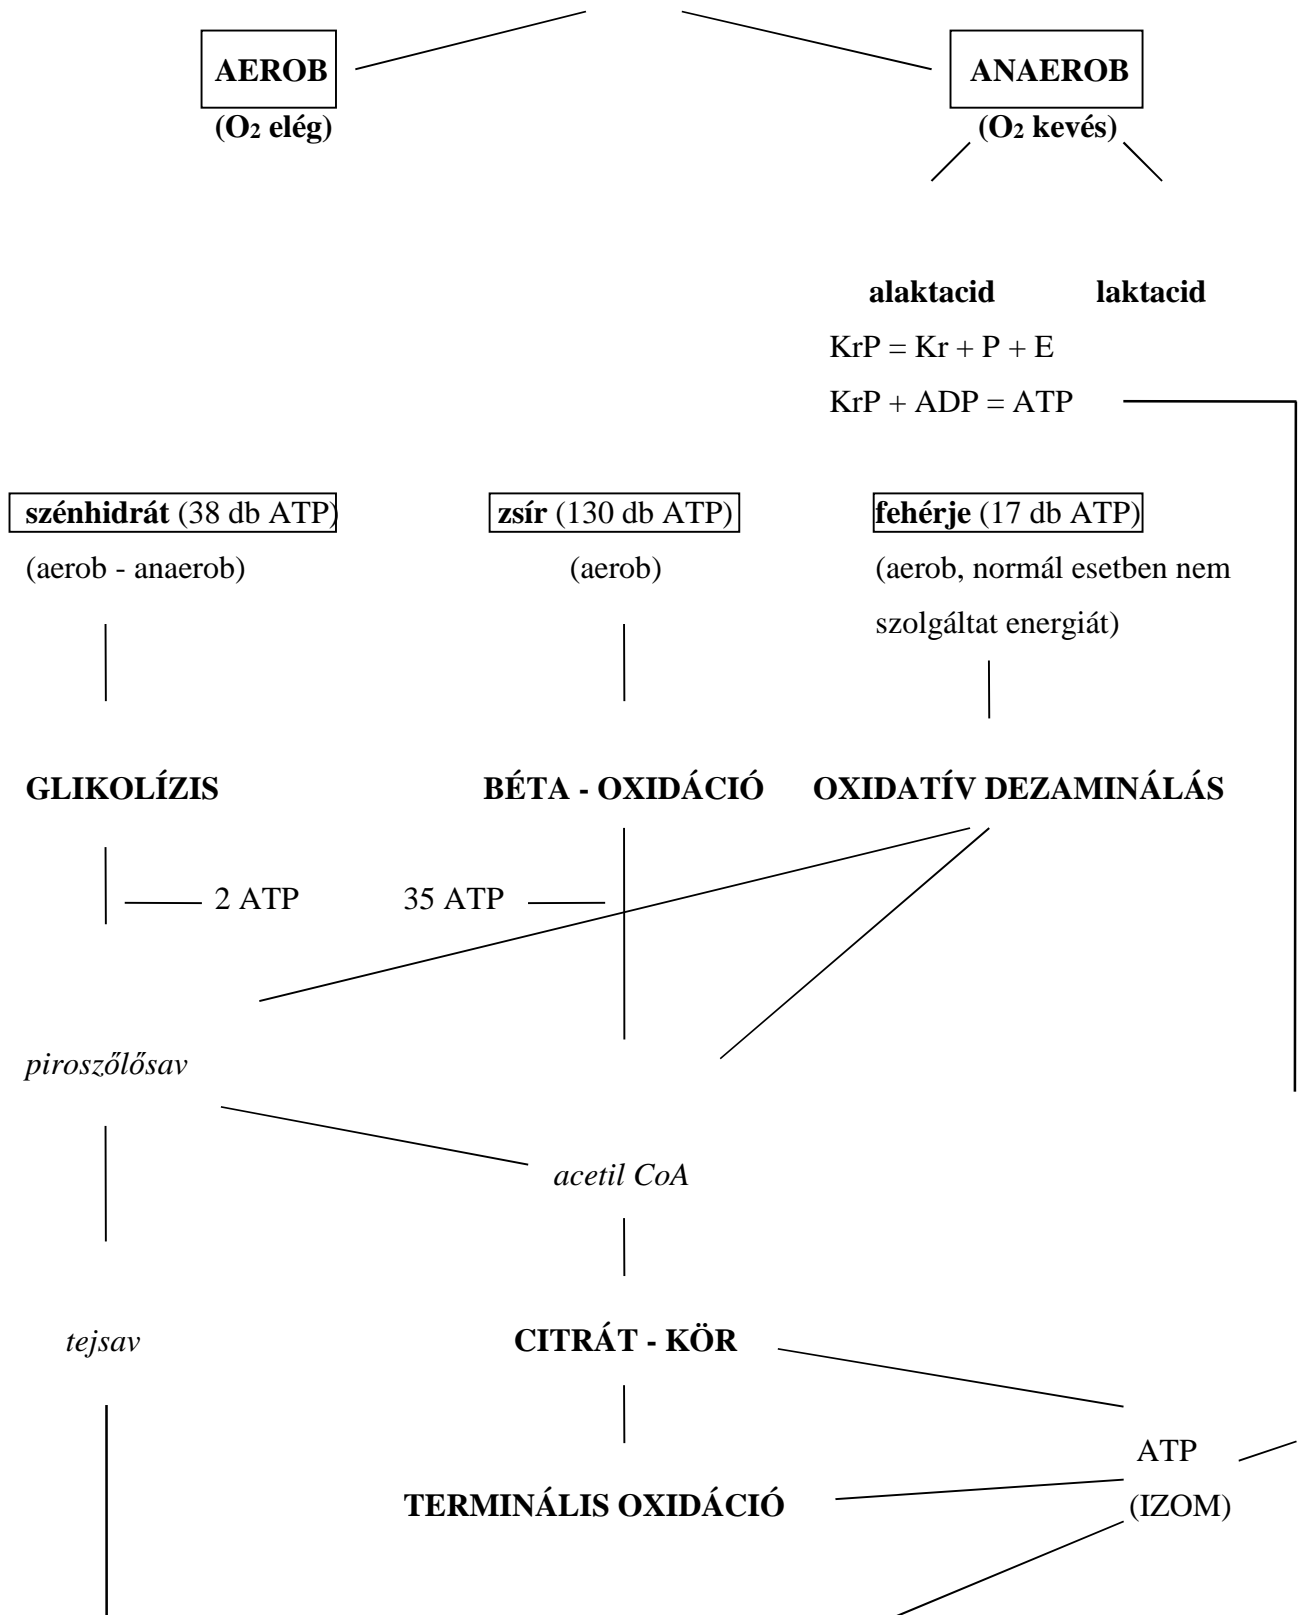 AEROB ANAEROB
(O₂ elég) (O₂ kevés)
alaktacid laktacid
KrP = Kr + P + E
KrP + ADP = ATP
szénhidrát (38 db ATP) zsír (130 db ATP) fehérje (17 db ATP)
(aerob - anaerob) (aerob) (aerob, normál esetben nem
szolgáltat energiát)
GLIKOLÍZIS BÉTA - OXIDÁCIÓ OXIDATÍV DEZAMINÁLÁS
2 ATP 35 ATP
piroszőlősav
acetil CoA
tejsav CITRÁT - KÖR
ATP
TERMINÁLIS OXIDÁCIÓ (IZOM)